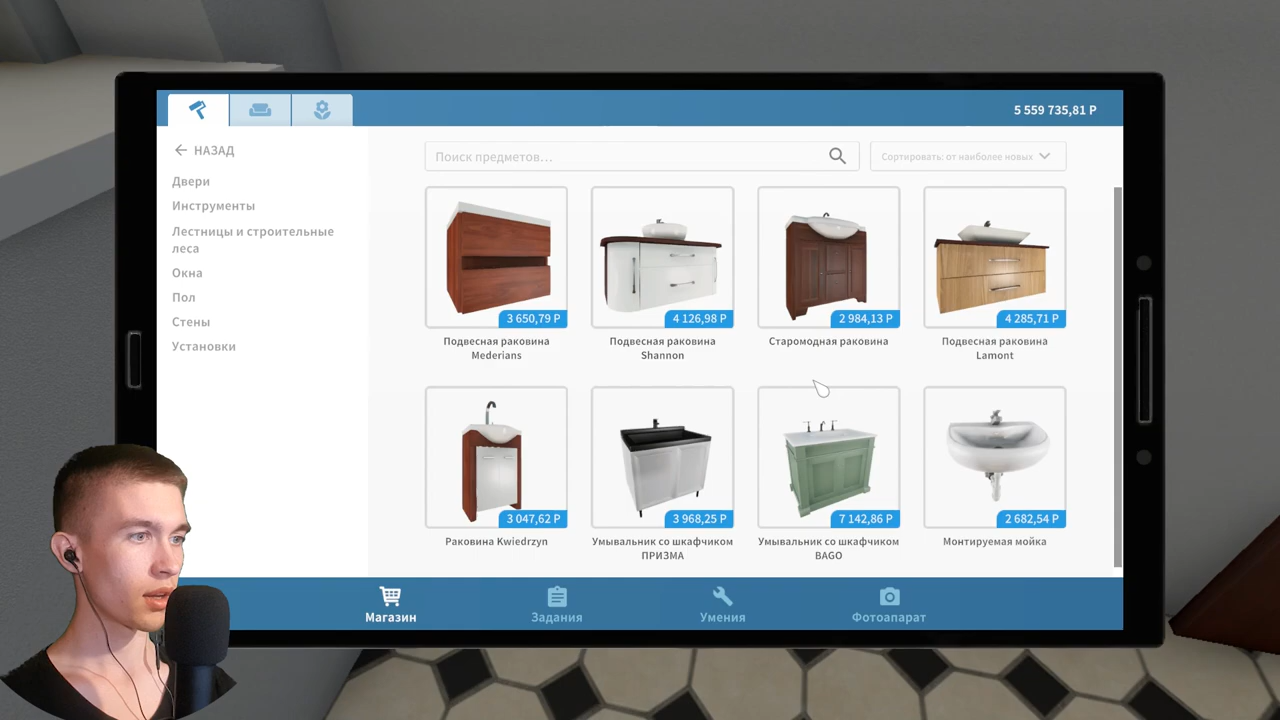 5 559 735,81 Р
НАЗАД
Двери
Инструменты
Лестницы и строительные
леса
Окна
Пол
Стены
Установки
Поиск предметов...
Сортировать: от наиболее новых
3 650,79 Р
4 126,98 Р
2 984,13 Р
4 285,71 Р
Подвесная раковина
Mederians
Подвесная раковина
Shannon
Старомодная раковина
Подвесная раковина
Lamont
3 047,62 Р
3 968,25 Р
7 142,86 Р
2 682,54 Р
Раковина Kwiedrzyn
Умывальник со шкафчиком
ПРИЗМА
Умывальник со шкафчиком
BAGO
Монтируемая мойка
Магазин
Задания
Умения
Фотоапарат